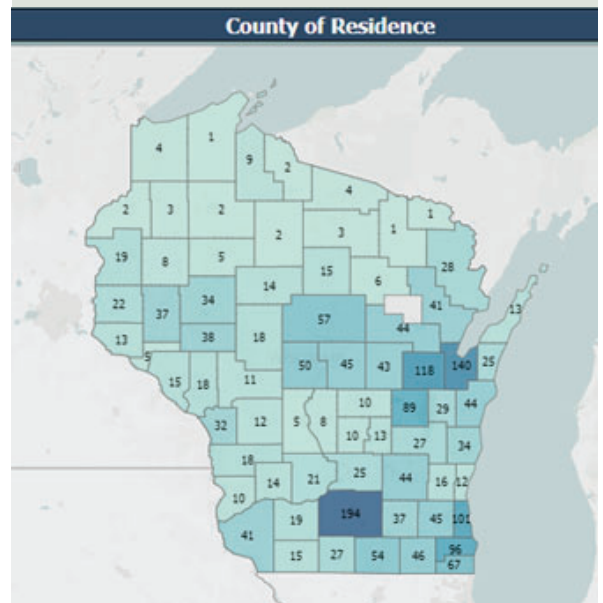 County of Residence
4 1 9 2 4
2 3 2 2 3 1 1
19 8 5 15 6 28
22 37 34 14 57 41 13
13 38 18 44
5 50 45 43 118 140 25
15 18 11
32 12 5 8 10 89 29 44
10 13 27 34
18 14 21 25 44 16 12
10
41 19 194 37 45 101
15 27 54 46 96
67